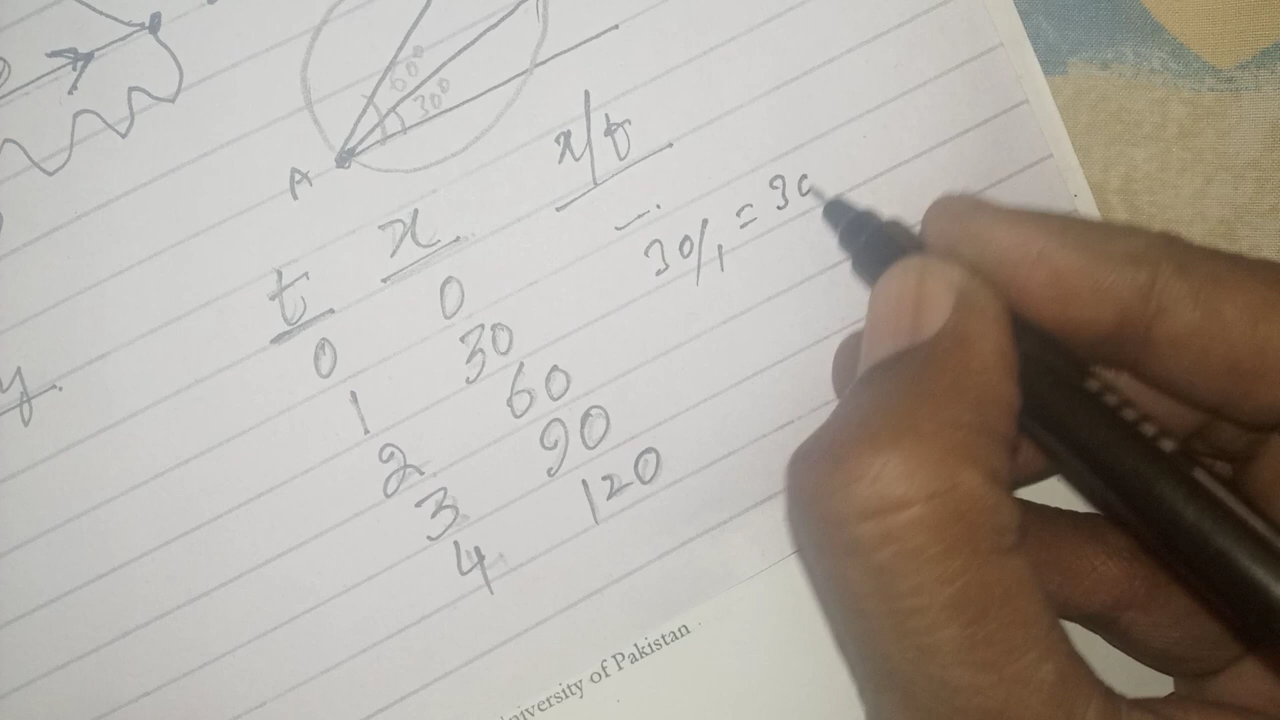 60°
30°
A
x/t
t x
0 0 –
1 30 30/1 = 30
2 60
3 90
4 120
y
University of Pakistan